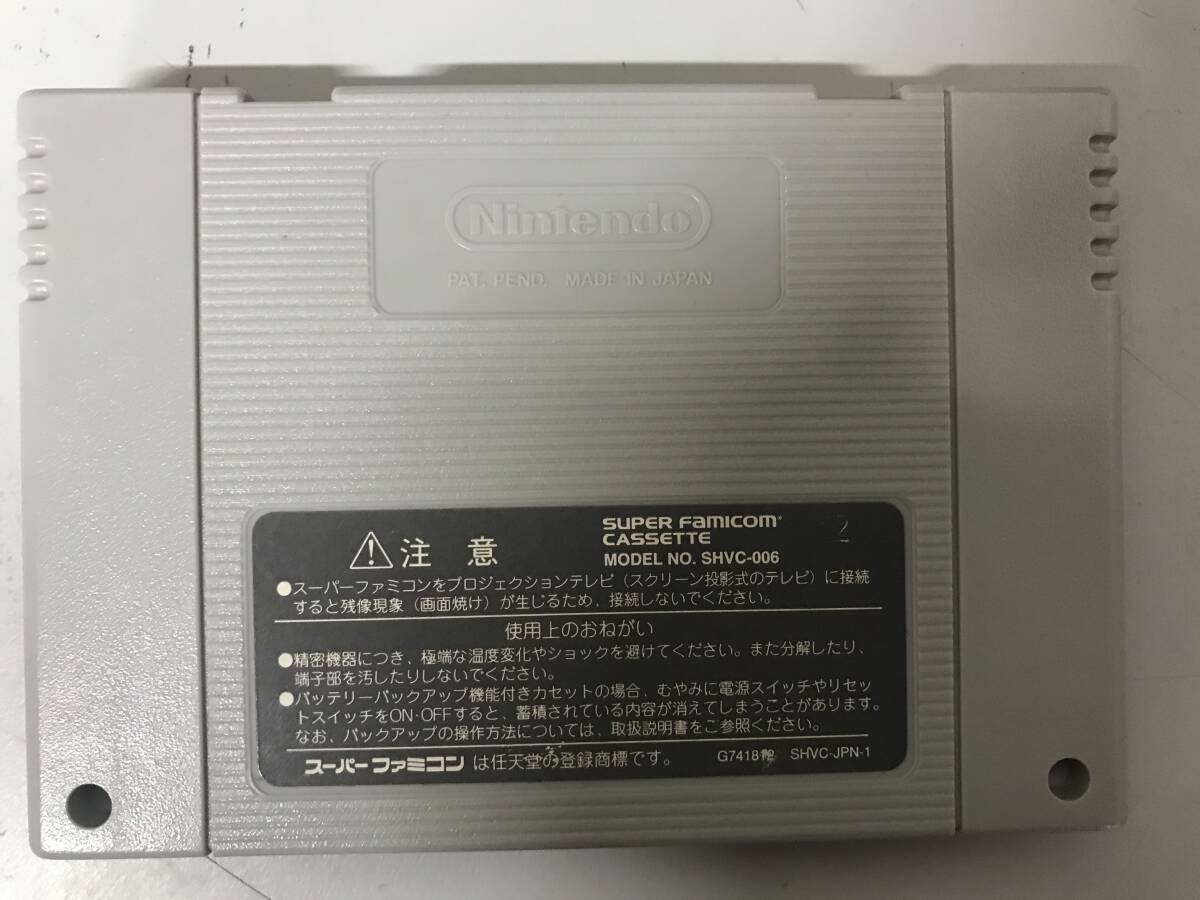 Nintendo
PAT. PEND. MADE IN JAPAN
SUPER FAMICOM
CASSETTE
MODEL NO. SHVC-006
2
注意
●スーパーファミコンをプロジェクションテレビ（スクリーン投影式のテレビ）に接続
すると残像現象（画面焼け）が生じるため、接続しないでください。
使用上のおねがい
●精密機器につき、極端な温度変化やショックを避けてください。また分解したり、
端子部を汚したりしないでください。
●バッテリーバックアップ機能付きカセットの場合、むやみに電源スイッチやリセッ
トスイッチをON·OFFすると、蓄積されている内容が消えてしまうことがあります。
なお、バックアップの操作方法については、取扱説明書をご参照ください。
スーパーファミコン は任天堂の登録商標です。
SHVC-JPN-1